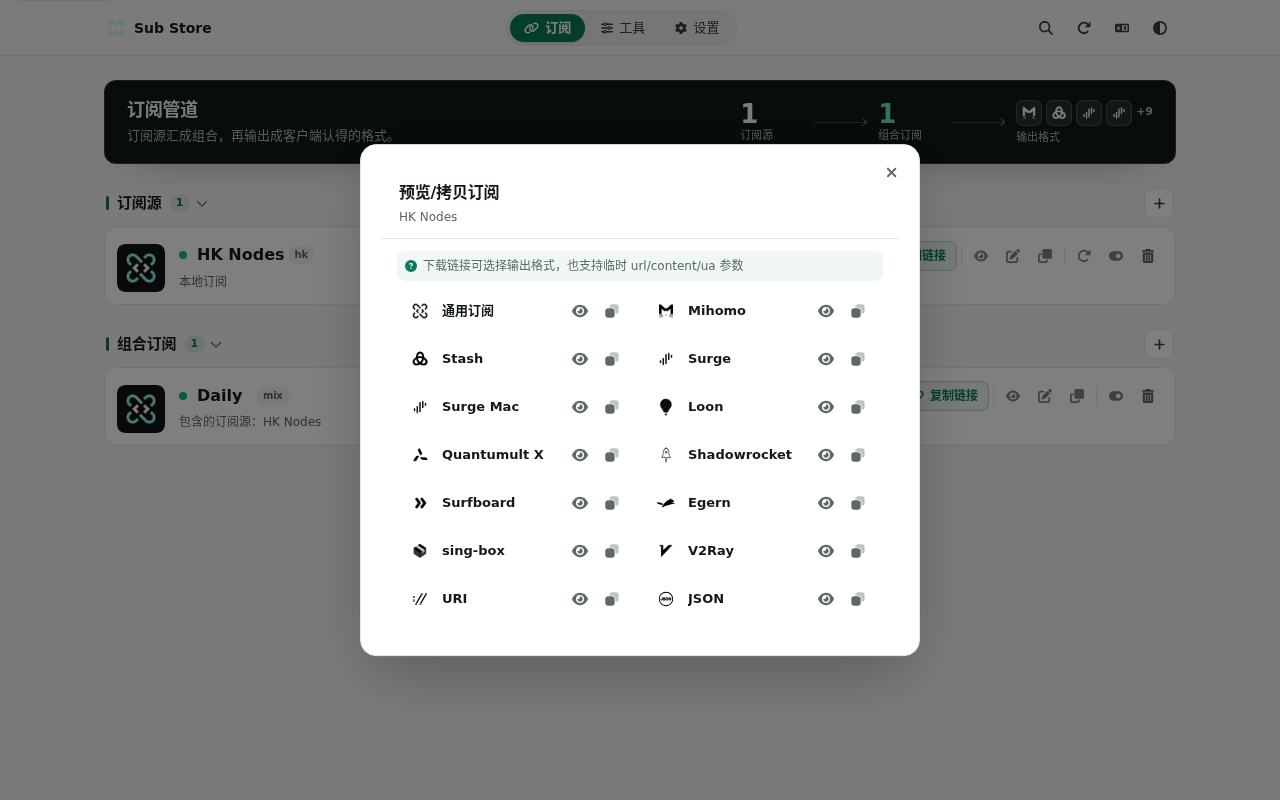 Sub Store
订阅
工具
设置
订阅管道
订阅源汇成组合，再输出成客户端认得的格式。
1
订阅源
1
组合订阅
+9
输出格式
订阅源 1
HK Nodes hk
本地订阅
链接
组合订阅 1
Daily mix
包含的订阅源：HK Nodes
复制链接
预览/拷贝订阅
HK Nodes
下载链接可选择输出格式，也支持临时 url/content/ua 参数
通用订阅
Mihomo
Stash
Surge
Surge Mac
Loon
Quantumult X
Shadowrocket
Surfboard
Egern
sing-box
V2Ray
URI
JSON